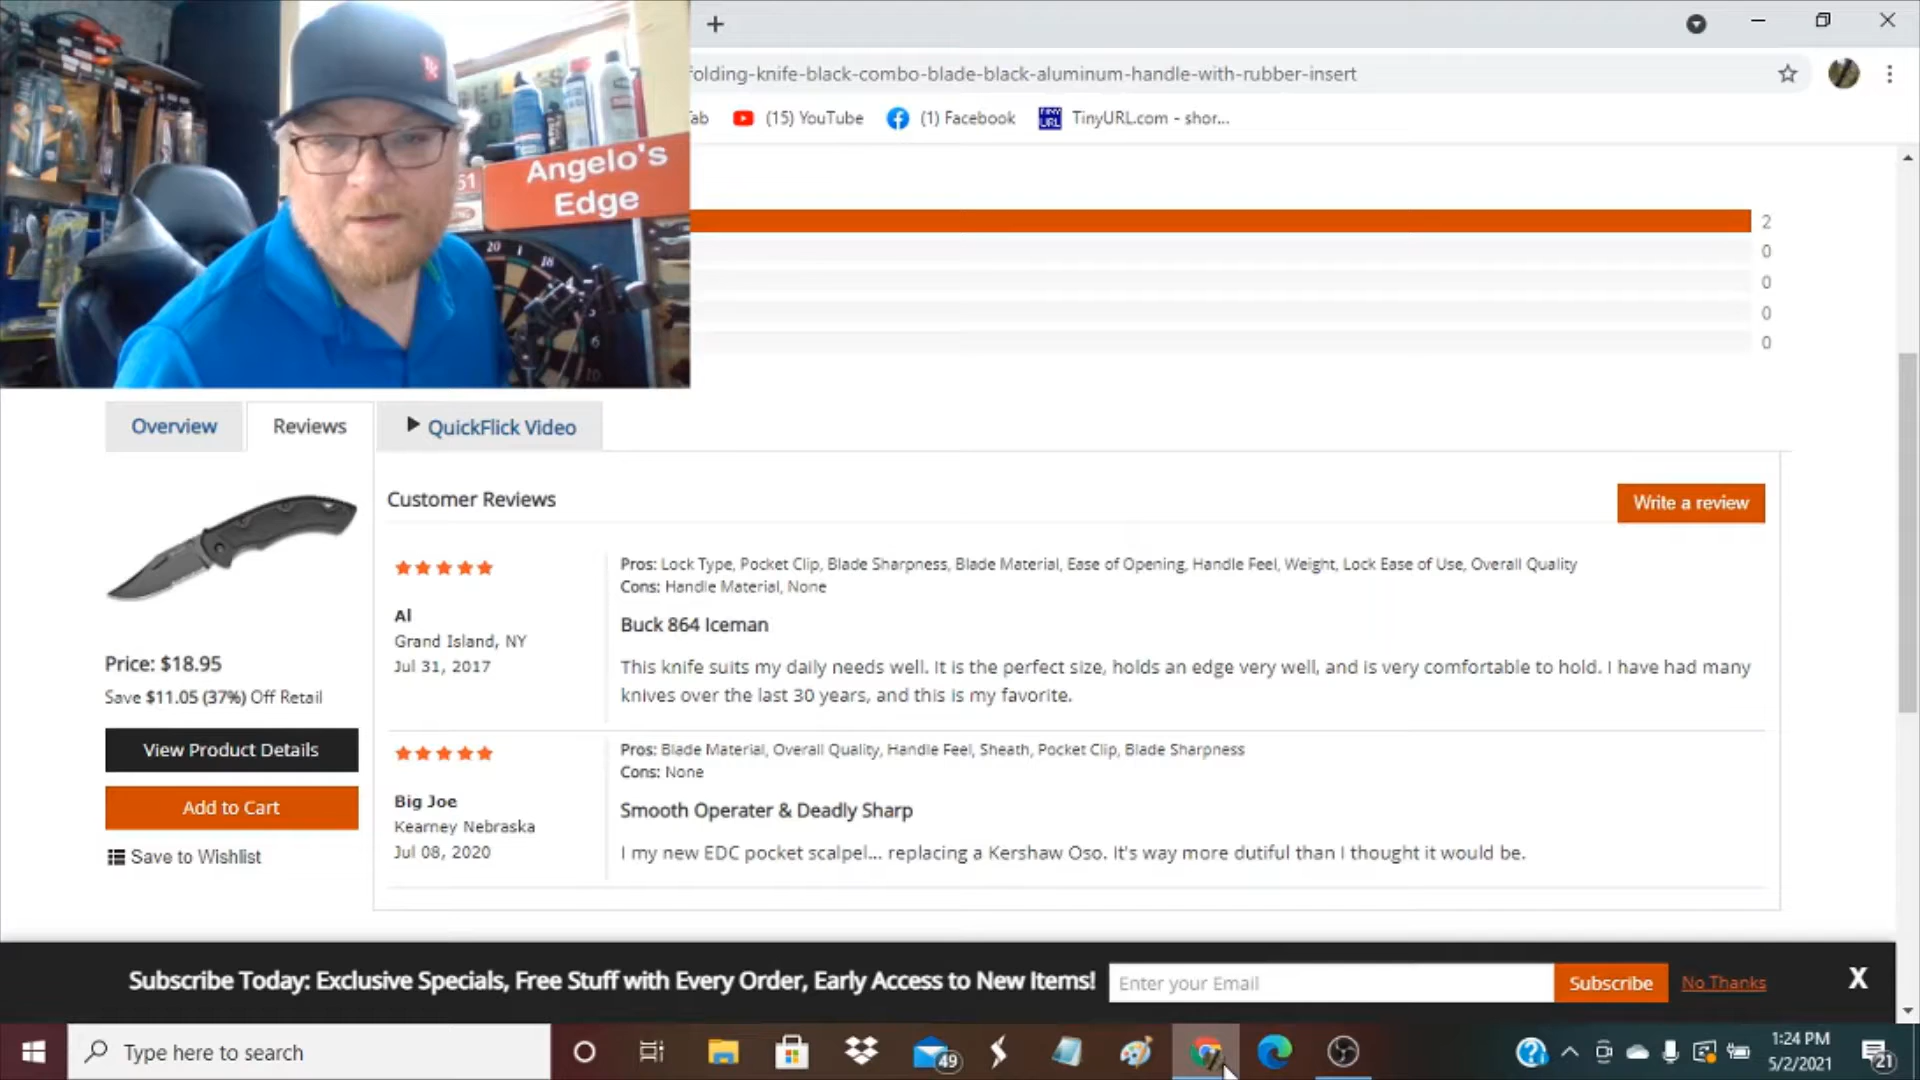 Angelo's
Edge
51
20
1
18
6
10
folding-knife-black-combo-blade-black-aluminum-handle-with-rubber-insert
ab
(15) YouTube
(1) Facebook
TINY
URL
TinyURL.com - shor...
2
0
0
0
0
Overview
Reviews
QuickFlick Video
Customer Reviews
Write a review
Pros: Lock Type, Pocket Clip, Blade Sharpness, Blade Material, Ease of Opening, Handle Feel, Weight, Lock Ease of Use, Overall Quality
Cons: Handle Material, None
Al
Grand Island, NY
Jul 31, 2017
Buck 864 Iceman
This knife suits my daily needs well. It is the perfect size, holds an edge very well, and is very comfortable to hold. I have had many
knives over the last 30 years, and this is my favorite.
Price: $18.95
Save $11.05 (37%) Off Retail
View Product Details
Add to Cart
Save to Wishlist
Pros: Blade Material, Overall Quality, Handle Feel, Sheath, Pocket Clip, Blade Sharpness
Cons: None
Big Joe
Kearney Nebraska
Jul 08, 2020
Smooth Operater & Deadly Sharp
I my new EDC pocket scalpel... replacing a Kershaw Oso. It's way more dutiful than I thought it would be.
Subscribe Today: Exclusive Specials, Free Stuff with Every Order, Early Access to New Items!
Enter your Email
Subscribe
No Thanks
X
Type here to search
49
1:24 PM
5/2/2021
21